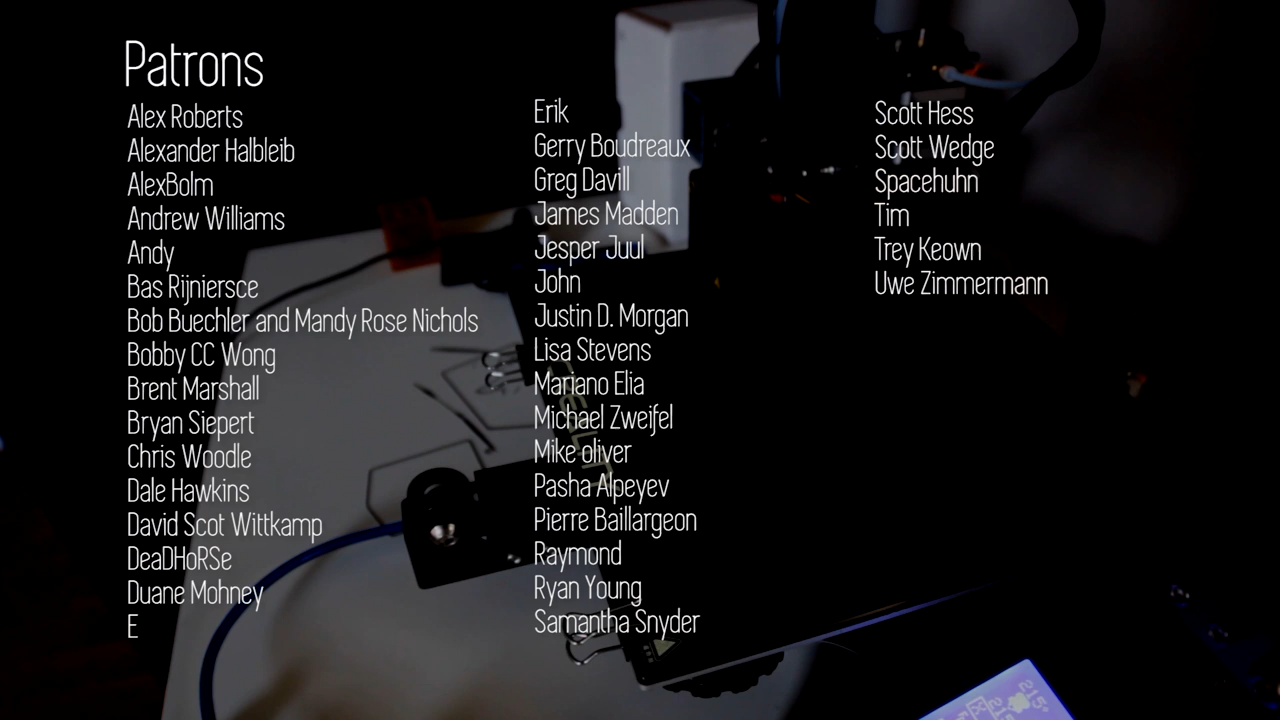 Patrons
Alex Roberts
Alexander Halbleib
AlexBolm
Andrew Williams
Andy
Bas Rijniersce
Bob Buechler and Mandy Rose Nichols
Bobby CC Wong
Brent Marshall
Bryan Siepert
Chris Woodle
Dale Hawkins
David Scot Wittkamp
DeaDHoRSe
Duane Mohney
E
Erik
Gerry Boudreaux
Greg Davill
James Madden
Jesper Juul
John
Justin D. Morgan
Lisa Stevens
Mariano Elia
Michael Zweifel
Mike oliver
Pasha Alpeyev
Pierre Baillargeon
Raymond
Ryan Young
Samantha Snyder
Scott Hess
Scott Wedge
Spacehuhn
Tim
Trey Keown
Uwe Zimmermann
215°